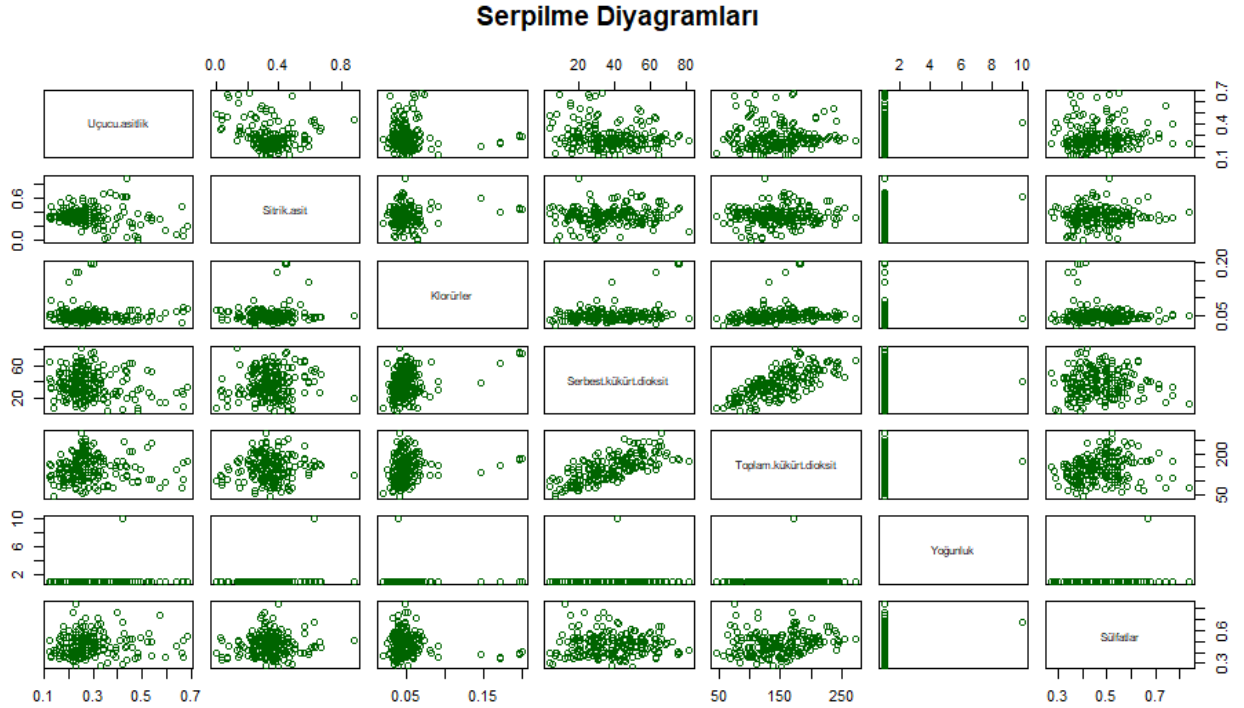 Serpilme Diyagramları
0.0 0.4 0.8
20 40 60 80
2 4 6 8 10
Uçucu.asitlik
0.1 0.4 0.7
0.0 0.6
Sitrik.asit
Klorürler
0.05 0.20
20 60
Serbest.kükürt.dioksit
Toplam.kükürt.dioksit
50 200
2 6 10
Yoğunluk
Sülfatlar
0.3 0.6
0.1 0.3 0.5 0.7
0.05 0.15
50 150 250
0.3 0.5 0.7